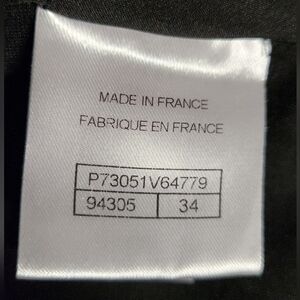 MADE IN FRANCE
FABRIQUE EN FRANCE
P73051V64779
94305 34